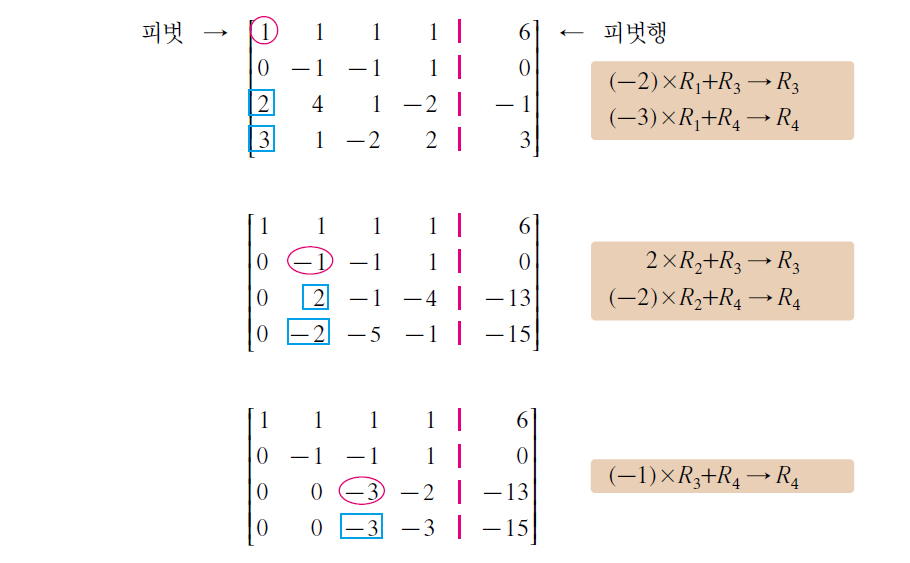 피벗 → [1 1 1 1 | 6] ← 피벗행
[0 −1 −1 1 | 0]
(−2)×R₁+R₃ → R₃
[2 4 1 −2 | −1]
(−3)×R₁+R₄ → R₄
[3 1 −2 2 | 3]
[1 1 1 1 | 6]
[0 −1 −1 1 | 0]
2×R₂+R₃ → R₃
[0 2 −1 −4 | −13]
(−2)×R₂+R₄ → R₄
[0 −2 −5 −1 | −15]
[1 1 1 1 | 6]
[0 −1 −1 1 | 0]
(−1)×R₃+R₄ → R₄
[0 0 −3 −2 | −13]
[0 0 −3 −3 | −15]